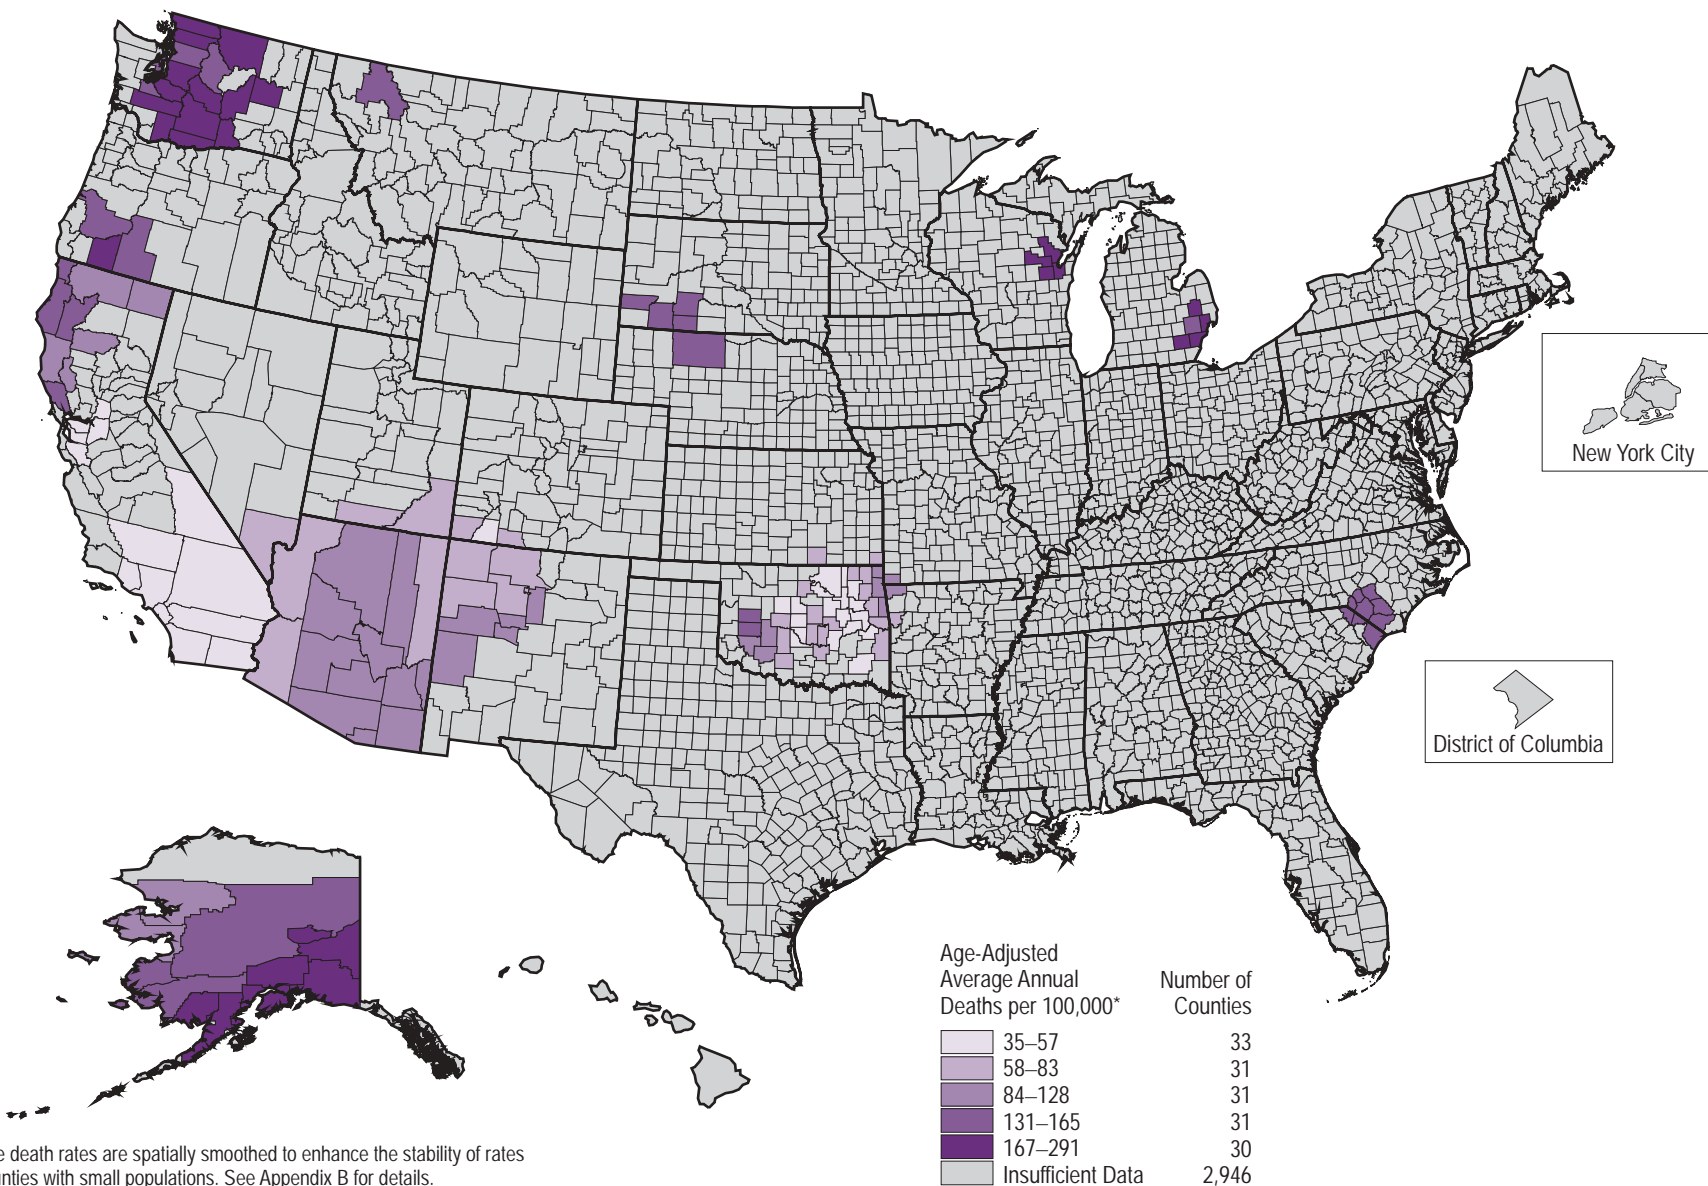 New York City
District of Columbia
Age-Adjusted
Average Annual Number of
Deaths per 100,000* Counties
35–57 33
58–83 31
84–128 31
131–165 31
167–291 30
Insufficient Data 2,946
e death rates are spatially smoothed to enhance the stability of rates
nties with small populations. See Appendix B for details.